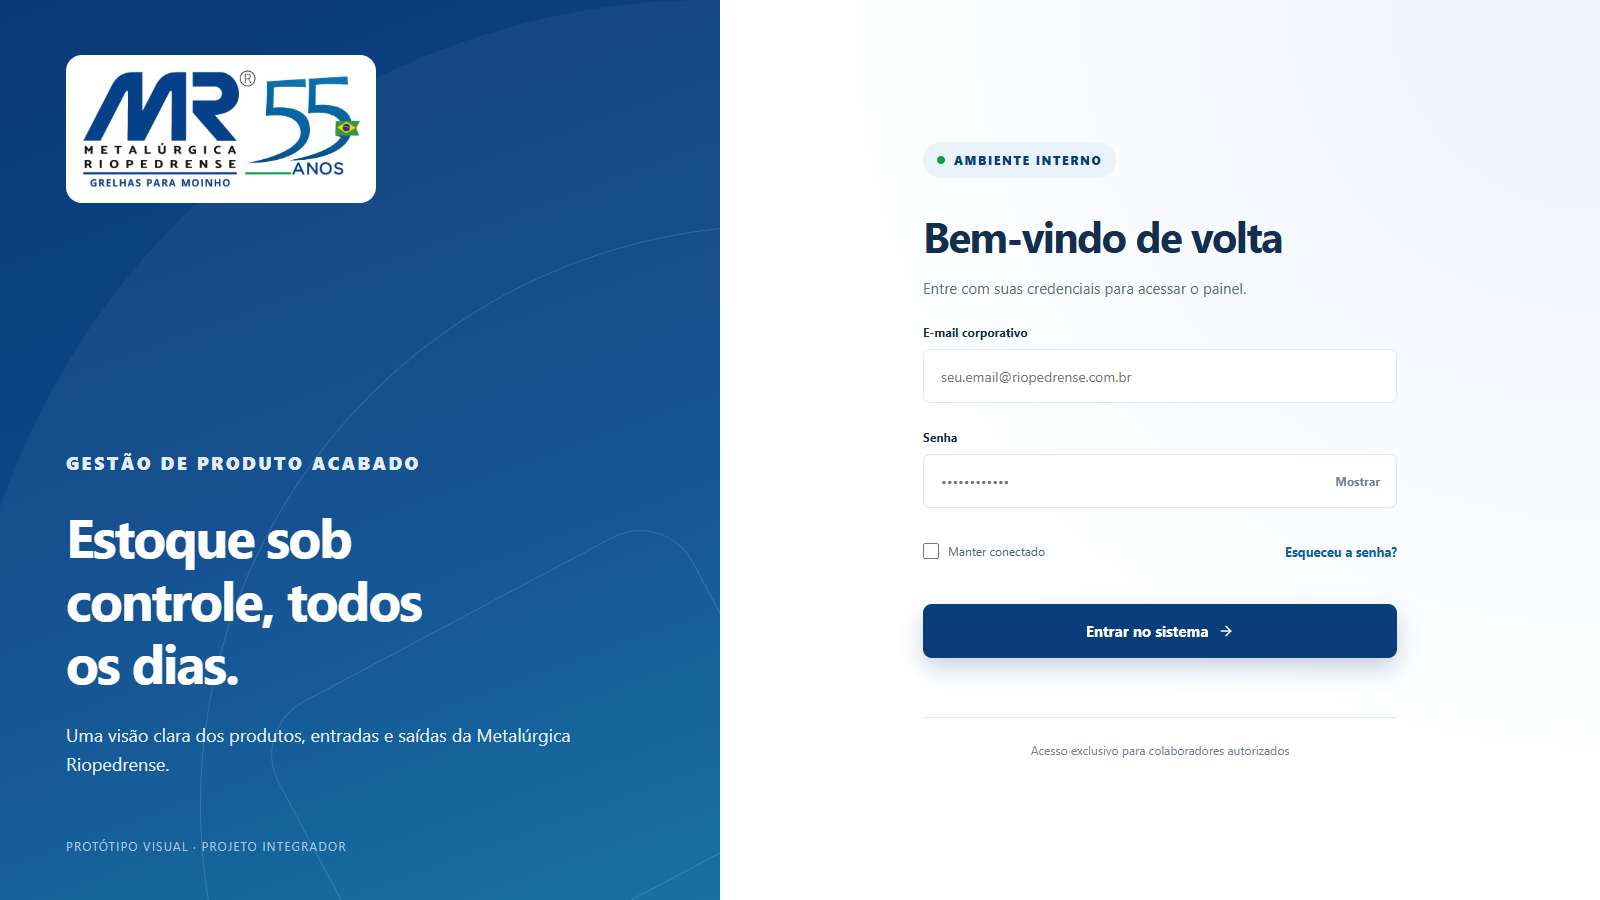 MR®
55
METALÚRGICA
RIOPEDRENSE
ANOS
GRELHAS PARA MOINHO
GESTÃO DE PRODUTO ACABADO
Estoque sob
controle, todos
os dias.
Uma visão clara dos produtos, entradas e saídas da Metalúrgica
Riopedrense.
PROTÓTIPO VISUAL · PROJETO INTEGRADOR
AMBIENTE INTERNO
Bem-vindo de volta
Entre com suas credenciais para acessar o painel.
E-mail corporativo
seu.email@riopedrense.com.br
Senha
••••••••••••
Mostrar
Manter conectado
Esqueceu a senha?
Entrar no sistema →
Acesso exclusivo para colaboradores autorizados